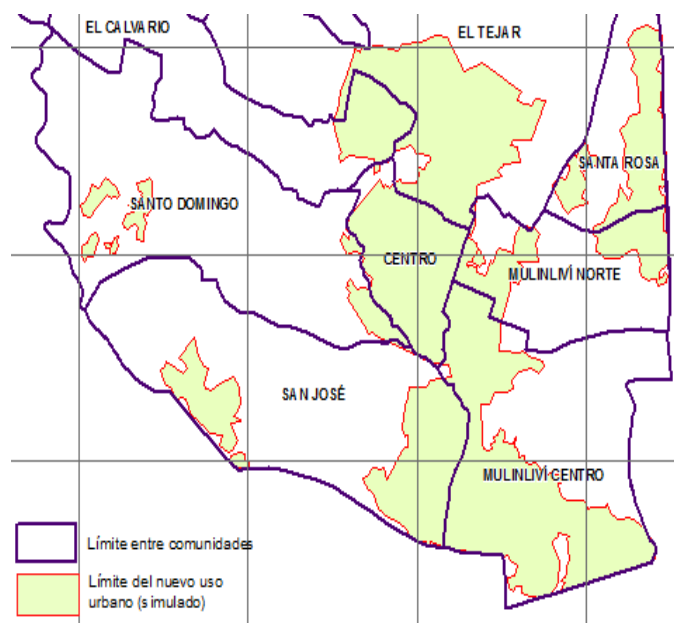 EL CALVARIO
EL TEJAR
SANTA ROSA
SANTO DOMINGO
CENTRO
MULINLIVÍ NORTE
SAN JOSÉ
MULINLIVÍ CENTRO
Límite entre comunidades
Límite del nuevo uso
urbano (simulado)